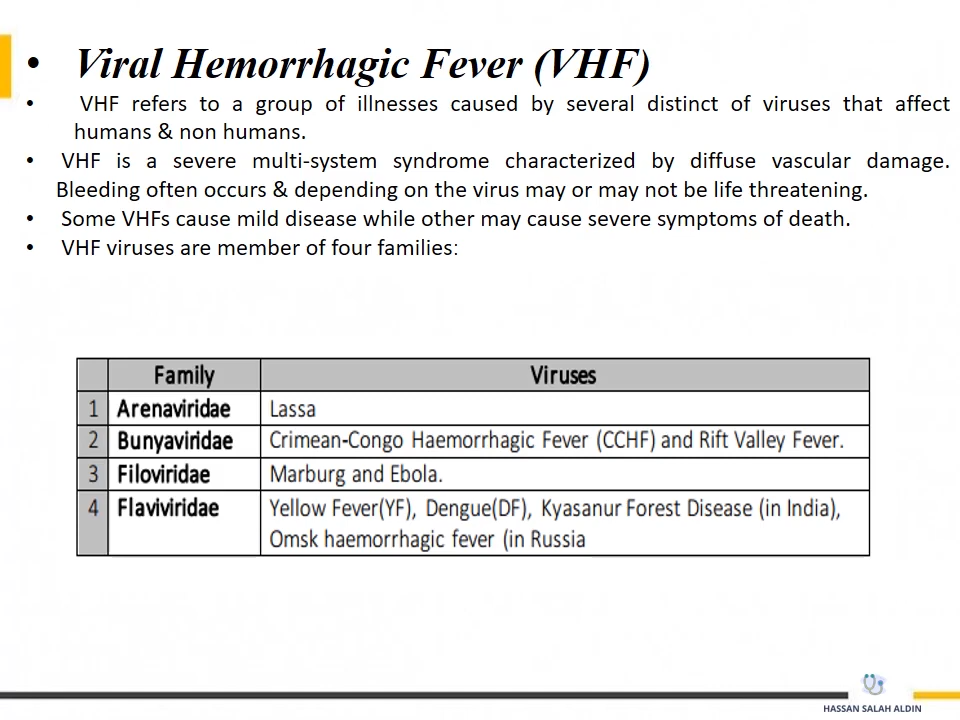 • Viral Hemorrhagic Fever (VHF)
• VHF refers to a group of illnesses caused by several distinct of viruses that affect
humans & non humans.
• VHF is a severe multi-system syndrome characterized by diffuse vascular damage.
Bleeding often occurs & depending on the virus may or may not be life threatening.
• Some VHFs cause mild disease while other may cause severe symptoms of death.
• VHF viruses are member of four families:
Family Viruses
1 Arenaviridae Lassa
2 Bunyaviridae Crimean-Congo Haemorrhagic Fever (CCHF) and Rift Valley Fever.
3 Filoviridae Marburg and Ebola.
4 Flaviviridae Yellow Fever(YF), Dengue(DF), Kyasanur Forest Disease (in India),
Omsk haemorrhagic fever (in Russia
HASSAN SALAH ALDIN